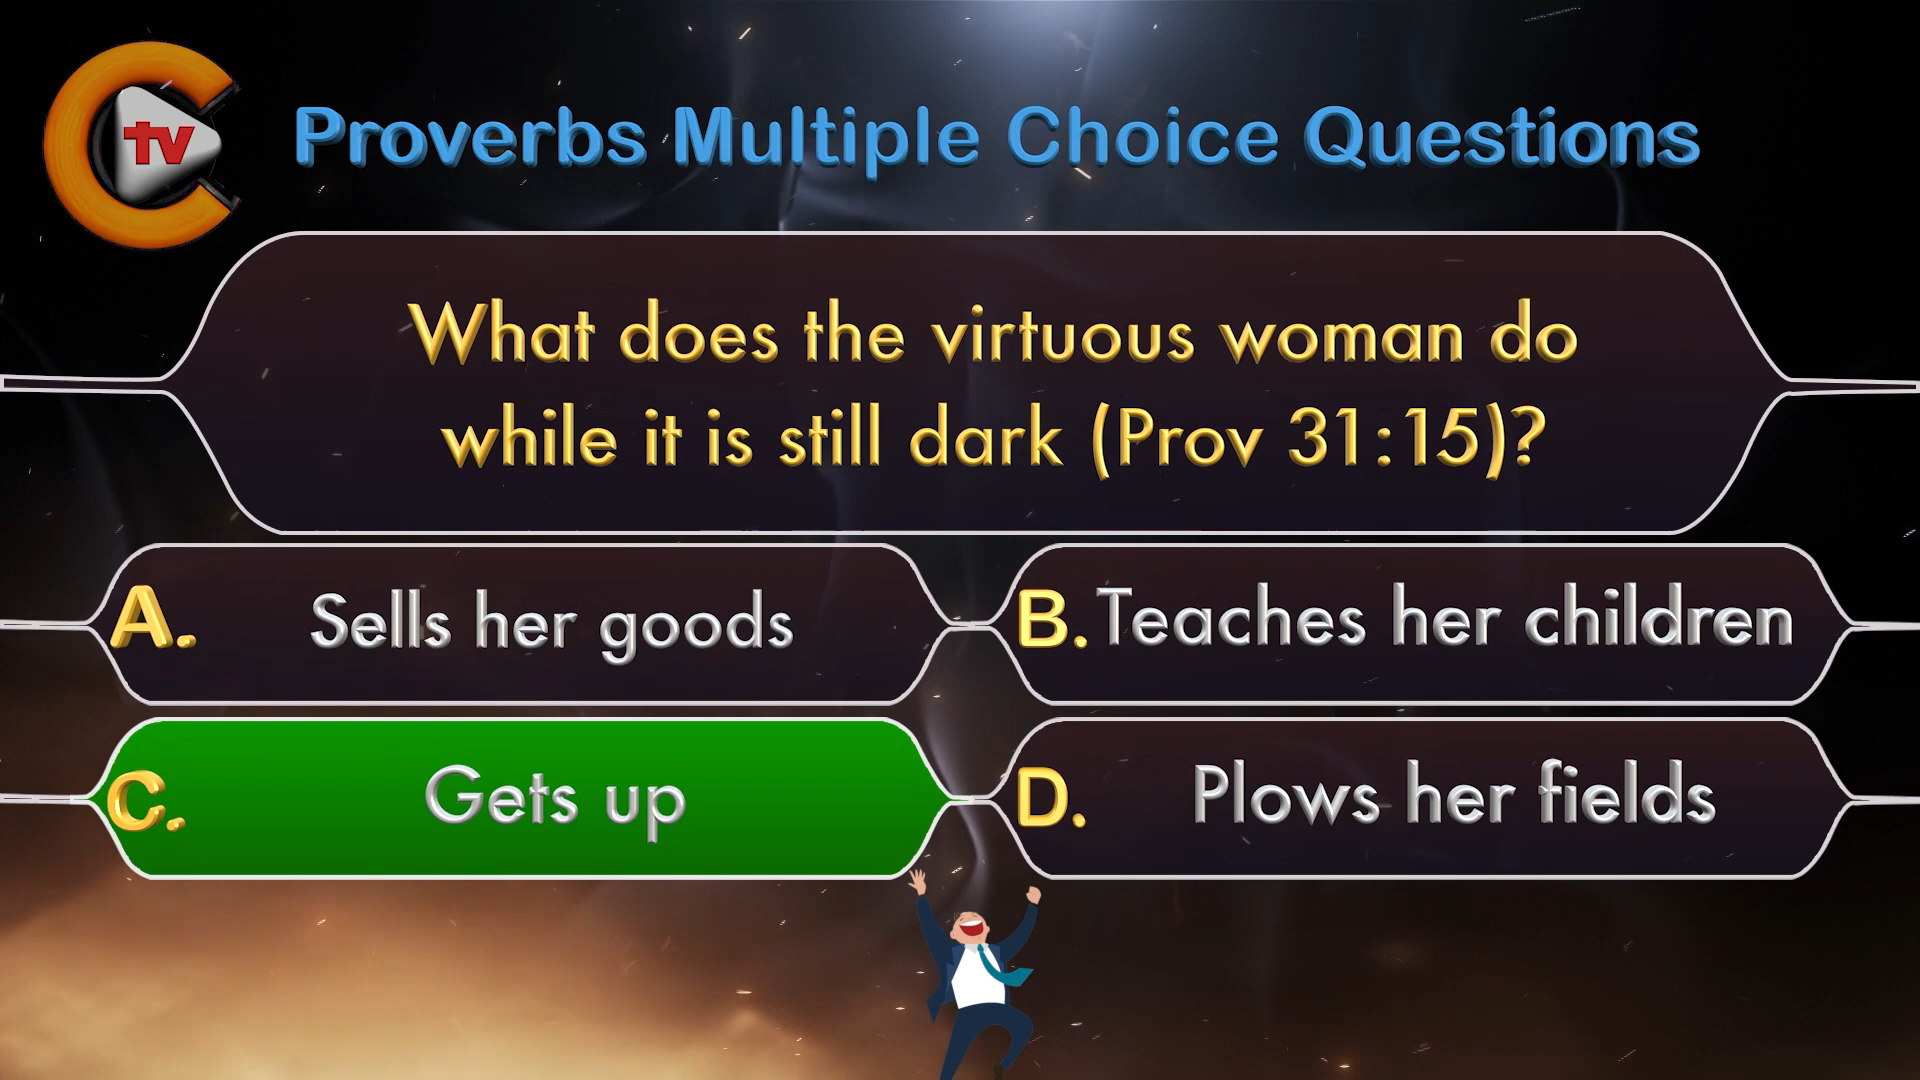 tv
Proverbs Multiple Choice Questions
What does the virtuous woman do
while it is still dark (Prov 31:15)?
A. Sells her goods
B. Teaches her children
C. Gets up
D. Plows her fields